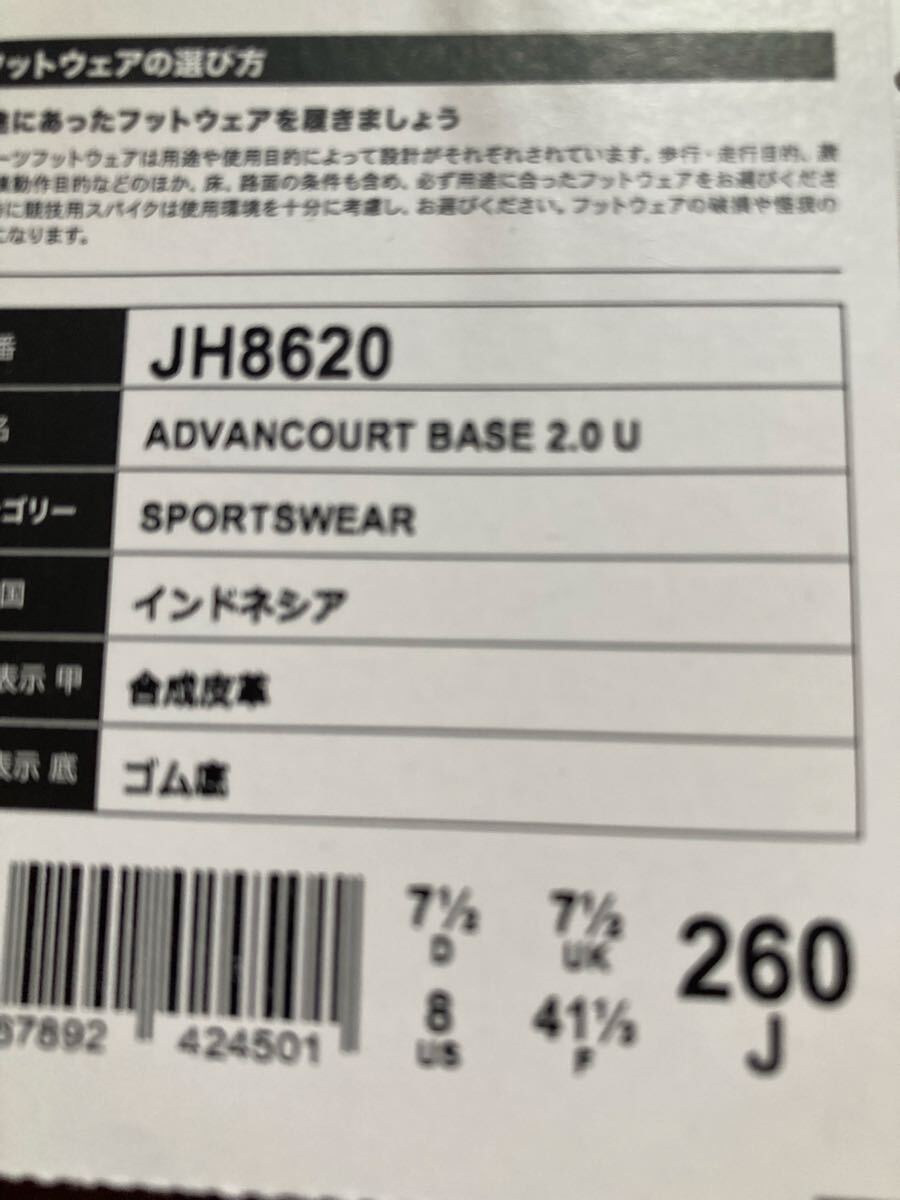 ットウェアの選び方
にあったフットウェアを履きましょう
ーツフットウェアは用途や使用目的によって設計がそれぞれされています。歩行・走行目的、激
動作目的などのほか、床、路面の条件も含め、必ず用途に合ったフットウェアをお選びくださ
に競技用スパイクは使用環境を十分に考慮し、お選びください。フットウェアの破損や怪我の
になります。
番 JH8620
名 ADVANCOURT BASE 2.0 U
ゴリー SPORTSWEAR
国 インドネシア
表示 甲 合成皮革
表示 底 ゴム底
7½ 7½ 260
D UK J
8 41⅓
US F
67892 424501